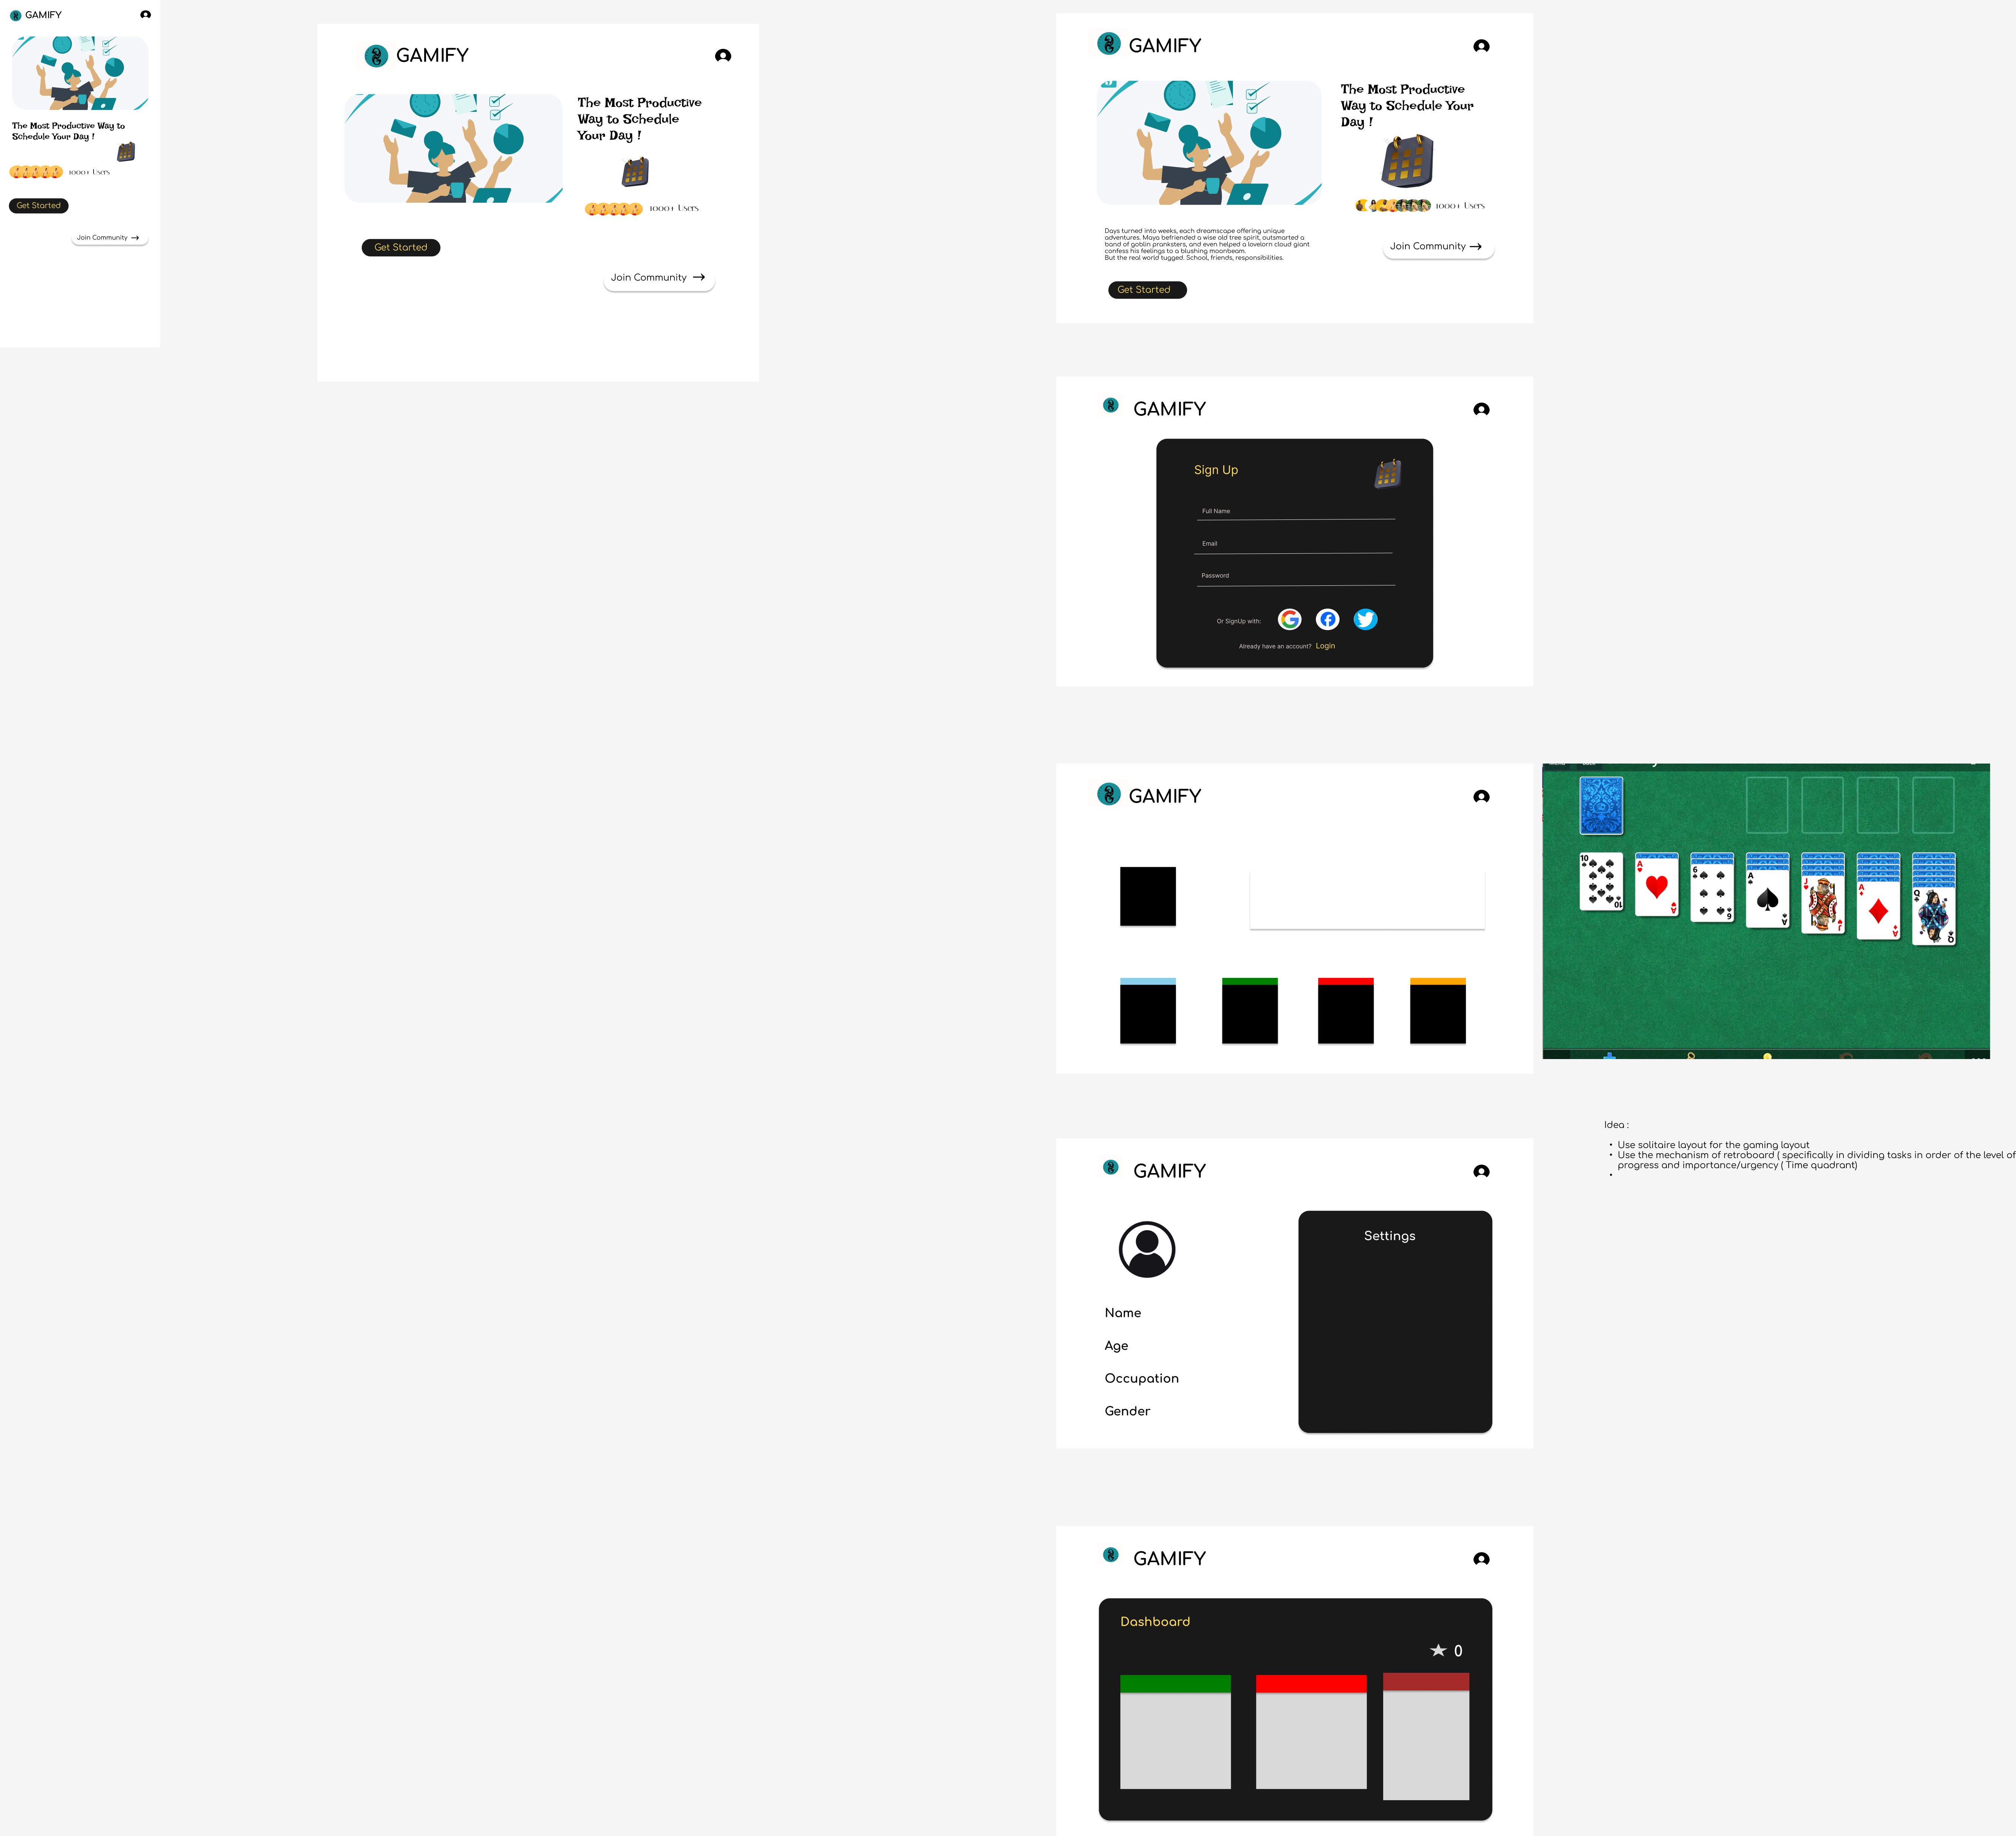 GAMIFY
The Most Productive Way to
Schedule Your Day !
1000+ Users
Get Started
Join Community
GAMIFY
The Most Productive
Way to Schedule
Your Day !
1000+ Users
Get Started
Join Community
GAMIFY
The Most Productive
Way to Schedule Your
Day !
1000+ Users
Days turned into weeks, each dreamscape offering unique
adventures. Maya befriended a wise old tree spirit, outsmarted a
band of goblin pranksters, and even helped a lovelorn cloud giant
confess his feelings to a blushing moonbeam.
But the real world tugged. School, friends, responsibilities.
Join Community
Get Started
GAMIFY
Sign Up
Full Name
Email
Password
Or SignUp with:
Already have an account? Login
GAMIFY
10
A
6
A
J
A
Q
10
A
6
A
J
A
Q
Idea :
• Use solitaire layout for the gaming layout
• Use the mechanism of retroboard ( specifically in dividing tasks in order of the level of
progress and importance/urgency ( Time quadrant)
•
GAMIFY
Settings
Name
Age
Occupation
Gender
GAMIFY
Dashboard
0